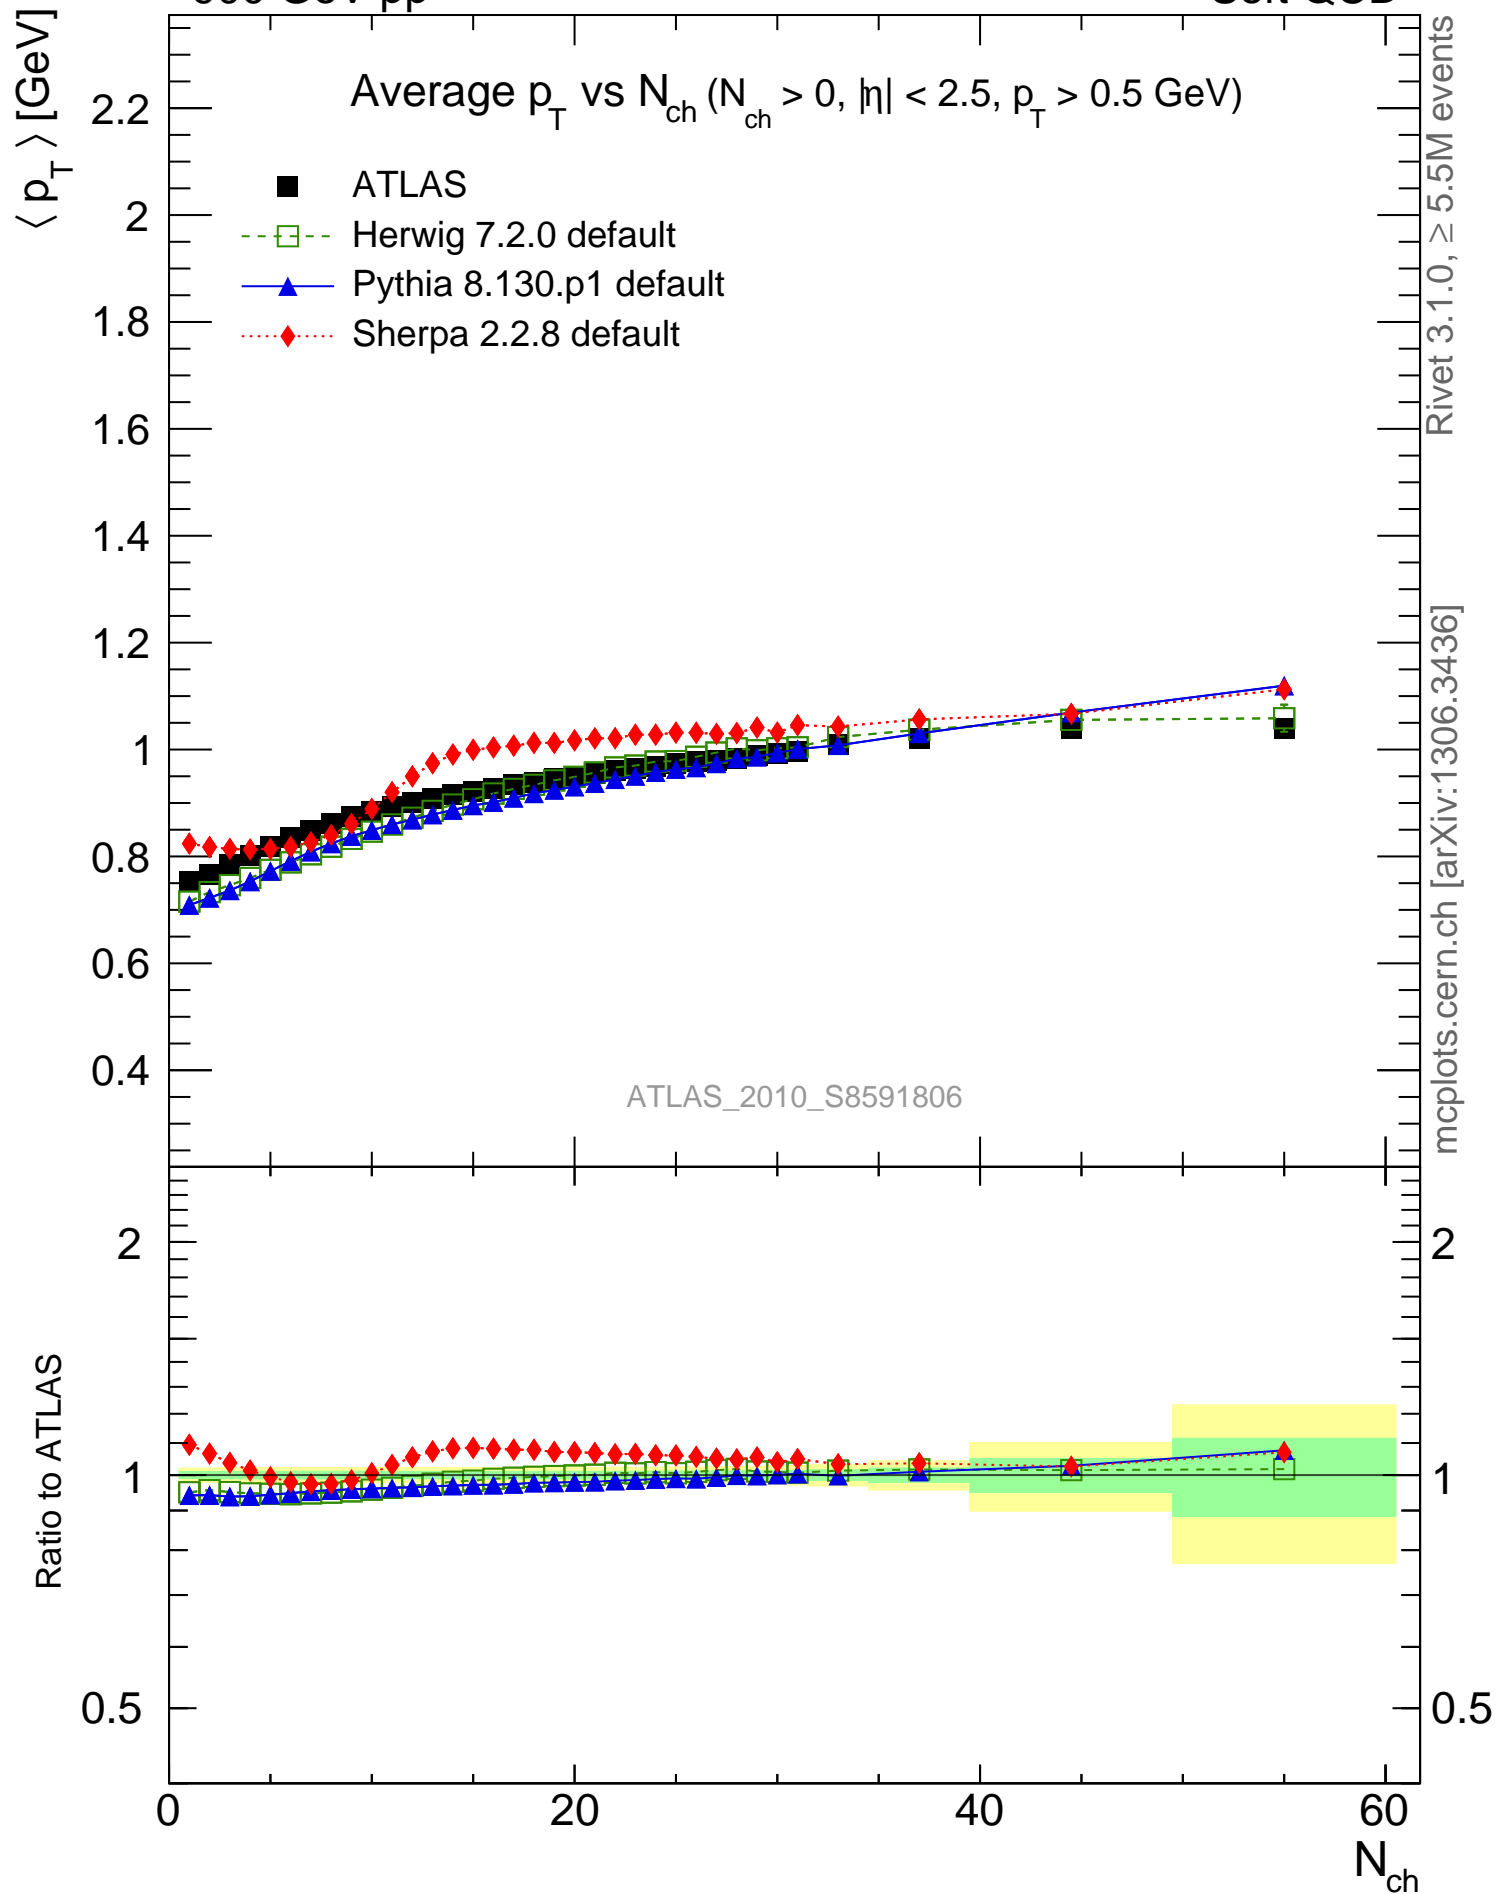 ⟨ p_T ⟩ [GeV]
Average p_T vs N_ch (N_ch > 0, |η| < 2.5, p_T > 0.5 GeV)
ATLAS
Herwig 7.2.0 default
Pythia 8.130.p1 default
Sherpa 2.2.8 default
2.2
2
1.8
1.6
1.4
1.2
1
0.8
0.6
0.4
ATLAS_2010_S8591806
Rivet 3.1.0, ≥ 5.5M events
mcplots.cern.ch [arXiv:1306.3436]
Ratio to ATLAS
2
1
0.5
2
1
0.5
0 20 40 60
N_ch